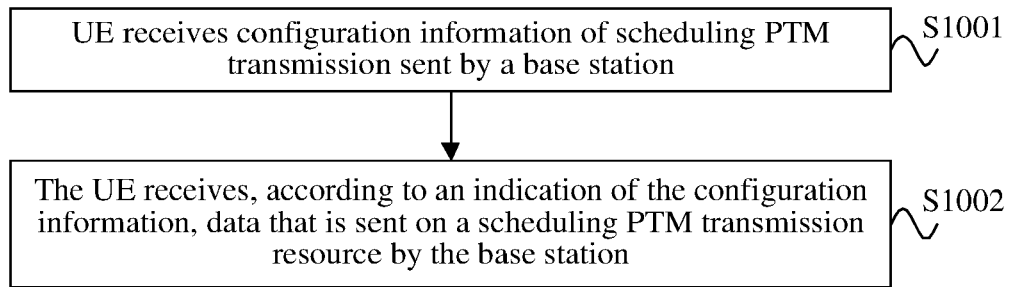 UE receives configuration information of scheduling PTM
transmission sent by a base station
S1001
The UE receives, according to an indication of the configuration
information, data that is sent on a scheduling PTM transmission
resource by the base station
S1002